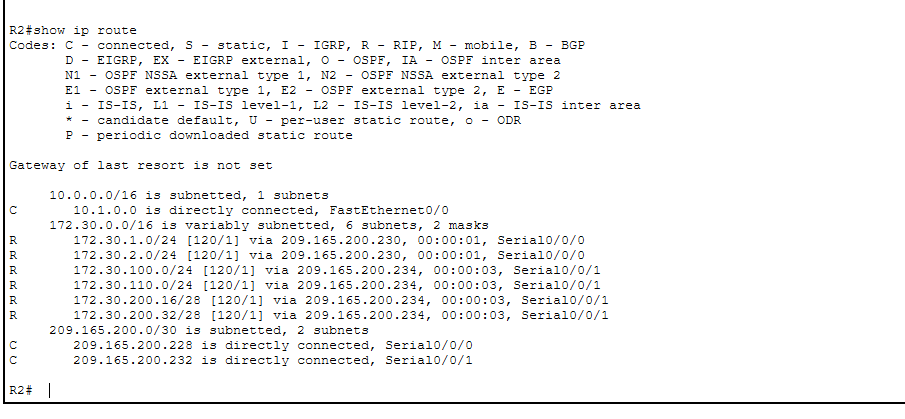 R2#show ip route
Codes: C - connected, S - static, I - IGRP, R - RIP, M - mobile, B - BGP
       D - EIGRP, EX - EIGRP external, O - OSPF, IA - OSPF inter area
       N1 - OSPF NSSA external type 1, N2 - OSPF NSSA external type 2
       E1 - OSPF external type 1, E2 - OSPF external type 2, E - EGP
       i - IS-IS, L1 - IS-IS level-1, L2 - IS-IS level-2, ia - IS-IS inter area
       * - candidate default, U - per-user static route, o - ODR
       P - periodic downloaded static route
Gateway of last resort is not set
     10.0.0.0/16 is subnetted, 1 subnets
C       10.1.0.0 is directly connected, FastEthernet0/0
     172.30.0.0/16 is variably subnetted, 6 subnets, 2 masks
R       172.30.1.0/24 [120/1] via 209.165.200.230, 00:00:01, Serial0/0/0
R       172.30.2.0/24 [120/1] via 209.165.200.230, 00:00:01, Serial0/0/0
R       172.30.100.0/24 [120/1] via 209.165.200.234, 00:00:03, Serial0/0/1
R       172.30.110.0/24 [120/1] via 209.165.200.234, 00:00:03, Serial0/0/1
R       172.30.200.16/28 [120/1] via 209.165.200.234, 00:00:03, Serial0/0/1
R       172.30.200.32/28 [120/1] via 209.165.200.234, 00:00:03, Serial0/0/1
     209.165.200.0/30 is subnetted, 2 subnets
C       209.165.200.228 is directly connected, Serial0/0/0
C       209.165.200.232 is directly connected, Serial0/0/1
R2#